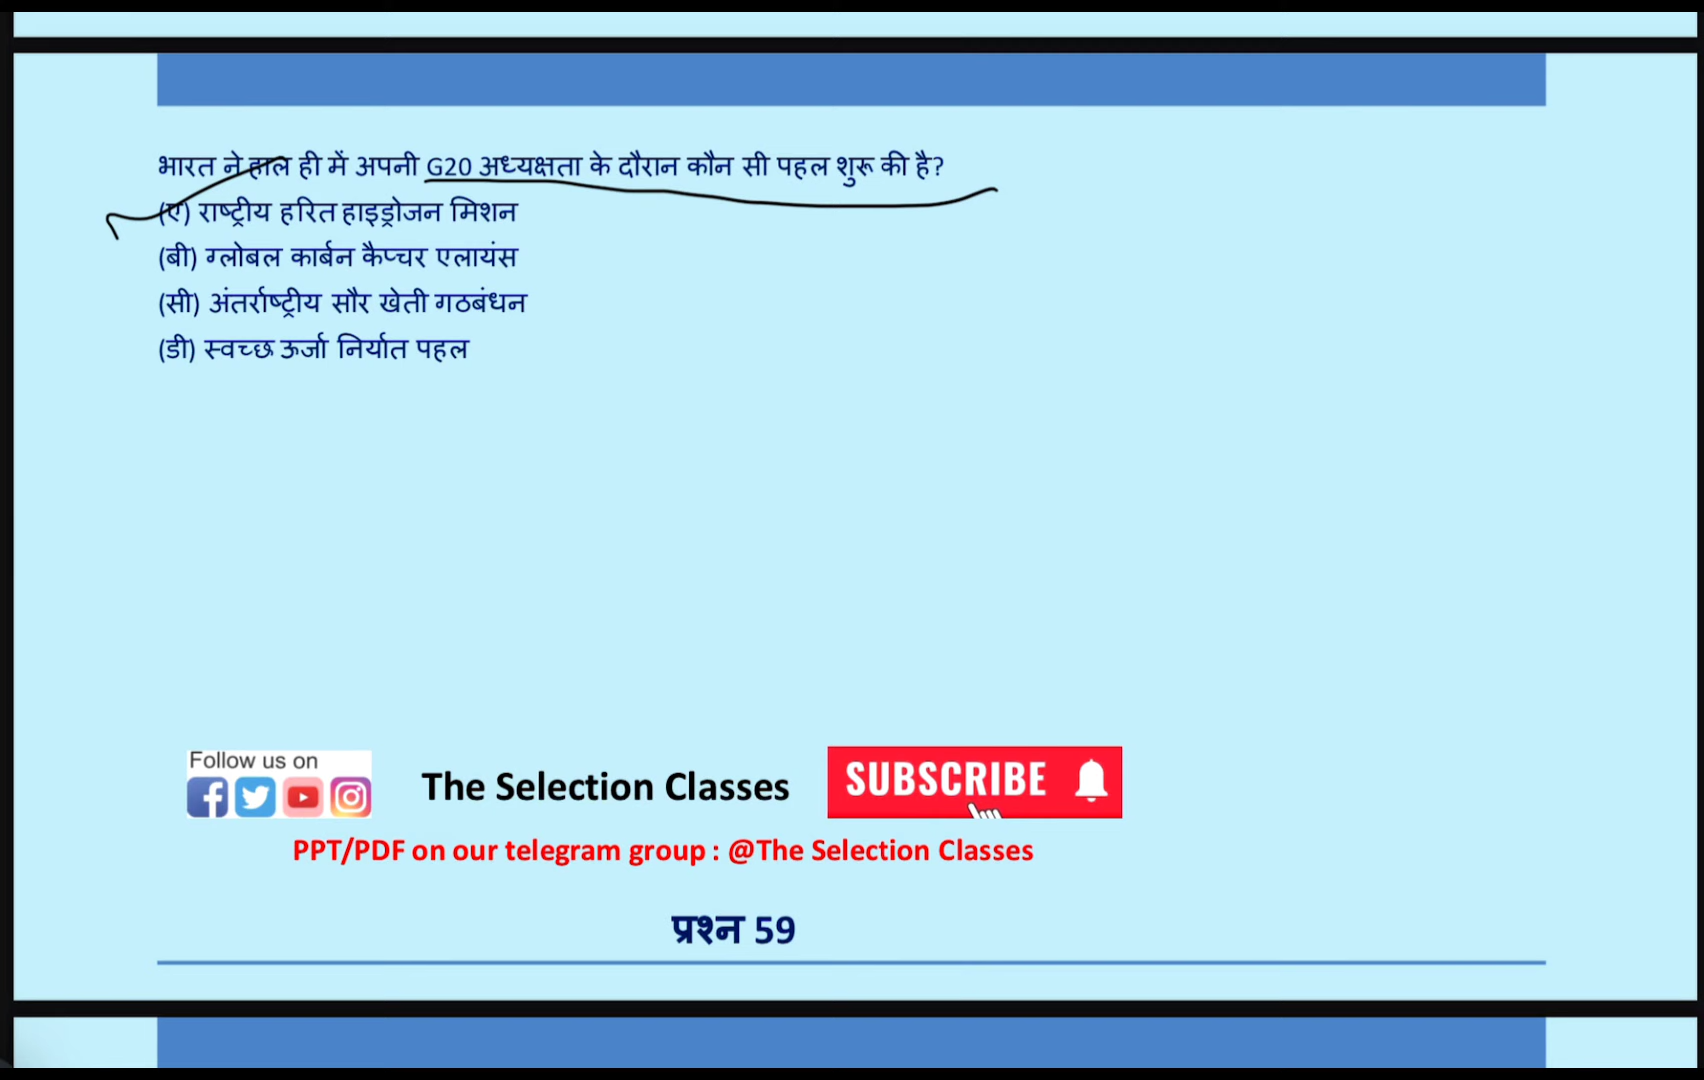 भारत ने हाल ही में अपनी G20 अध्यक्षता के दौरान कौन सी पहल शुरू की है?
(ए) राष्ट्रीय हरित हाइड्रोजन मिशन
(बी) ग्लोबल कार्बन कैप्चर एलायंस
(सी) अंतर्राष्ट्रीय सौर खेती गठबंधन
(डी) स्वच्छ ऊर्जा निर्यात पहल
Follow us on
The Selection Classes
SUBSCRIBE
PPT/PDF on our telegram group : @The Selection Classes
प्रश्न 59